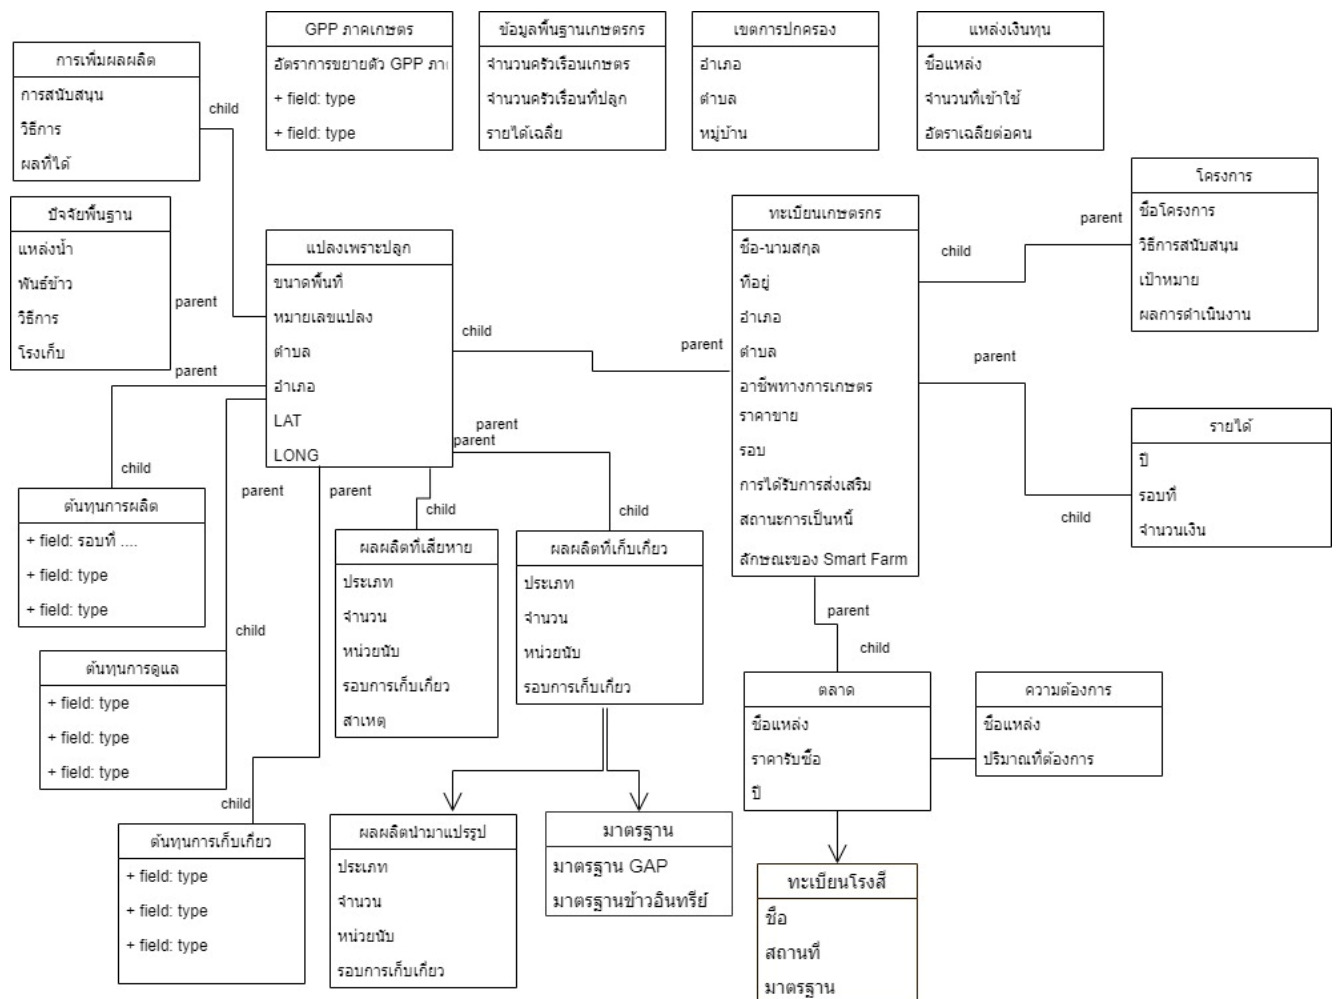 การเพิ่มผลผลิต
การสนับสนุน
วิธีการ
ผลที่ได้
GPP ภาคเกษตร
อัตราการขยายตัว GPP ภา
+ field: type
+ field: type
ข้อมูลพื้นฐานเกษตรกร
จำนวนครัวเรือนเกษตร
จำนวนครัวเรือนที่ปลูก
รายได้เฉลี่ย
เขตการปกครอง
อำเภอ
ตำบล
หมู่บ้าน
แหล่งเงินทุน
ชื่อแหล่ง
จำนวนที่เข้าใช้
อัตราเฉลี่ยต่อคน
child
ปัจจัยพื้นฐาน
แหล่งน้ำ
พันธ์ข้าว
วิธีการ
โรงเก็บ
parent
parent
แปลงเพราะปลูก
ขนาดพื้นที่
หมายเลขแปลง
ตำบล
อำเภอ
LAT
LONG
child
parent
ทะเบียนเกษตรกร
ชื่อ-นามสกุล
ที่อยู่
อำเภอ
ตำบล
อาชีพทางการเกษตร
ราคาขาย
รอบ
การได้รับการส่งเสริม
สถานะการเป็นหนี้
ลักษณะของ Smart Farm
child
parent
โครงการ
ชื่อโครงการ
วิธีการสนับสนุน
เป้าหมาย
ผลการดำเนินงาน
parent
child
รายได้
ปี
รอบที่
จำนวนเงิน
child
parent
parent
parent
parent
child
child
ต้นทุนการผลิต
+ field: รอบที่ ....
+ field: type
+ field: type
child
ต้นทุนการดูแล
+ field: type
+ field: type
+ field: type
child
ต้นทุนการเก็บเกี่ยว
+ field: type
+ field: type
+ field: type
ผลผลิตที่เสียหาย
ประเภท
จำนวน
หน่วยนับ
รอบการเก็บเกี่ยว
สาเหตุ
ผลผลิตที่เก็บเกี่ยว
ประเภท
จำนวน
หน่วยนับ
รอบการเก็บเกี่ยว
ผลผลิตนำมาแปรรูป
ประเภท
จำนวน
หน่วยนับ
รอบการเก็บเกี่ยว
มาตรฐาน
มาตรฐาน GAP
มาตรฐานข้าวอินทรีย์
parent
child
ตลาด
ชื่อแหล่ง
ราคารับซื้อ
ปี
ความต้องการ
ชื่อแหล่ง
ปริมาณที่ต้องการ
ทะเบียนโรงสี
ชื่อ
สถานที่
มาตรฐาน